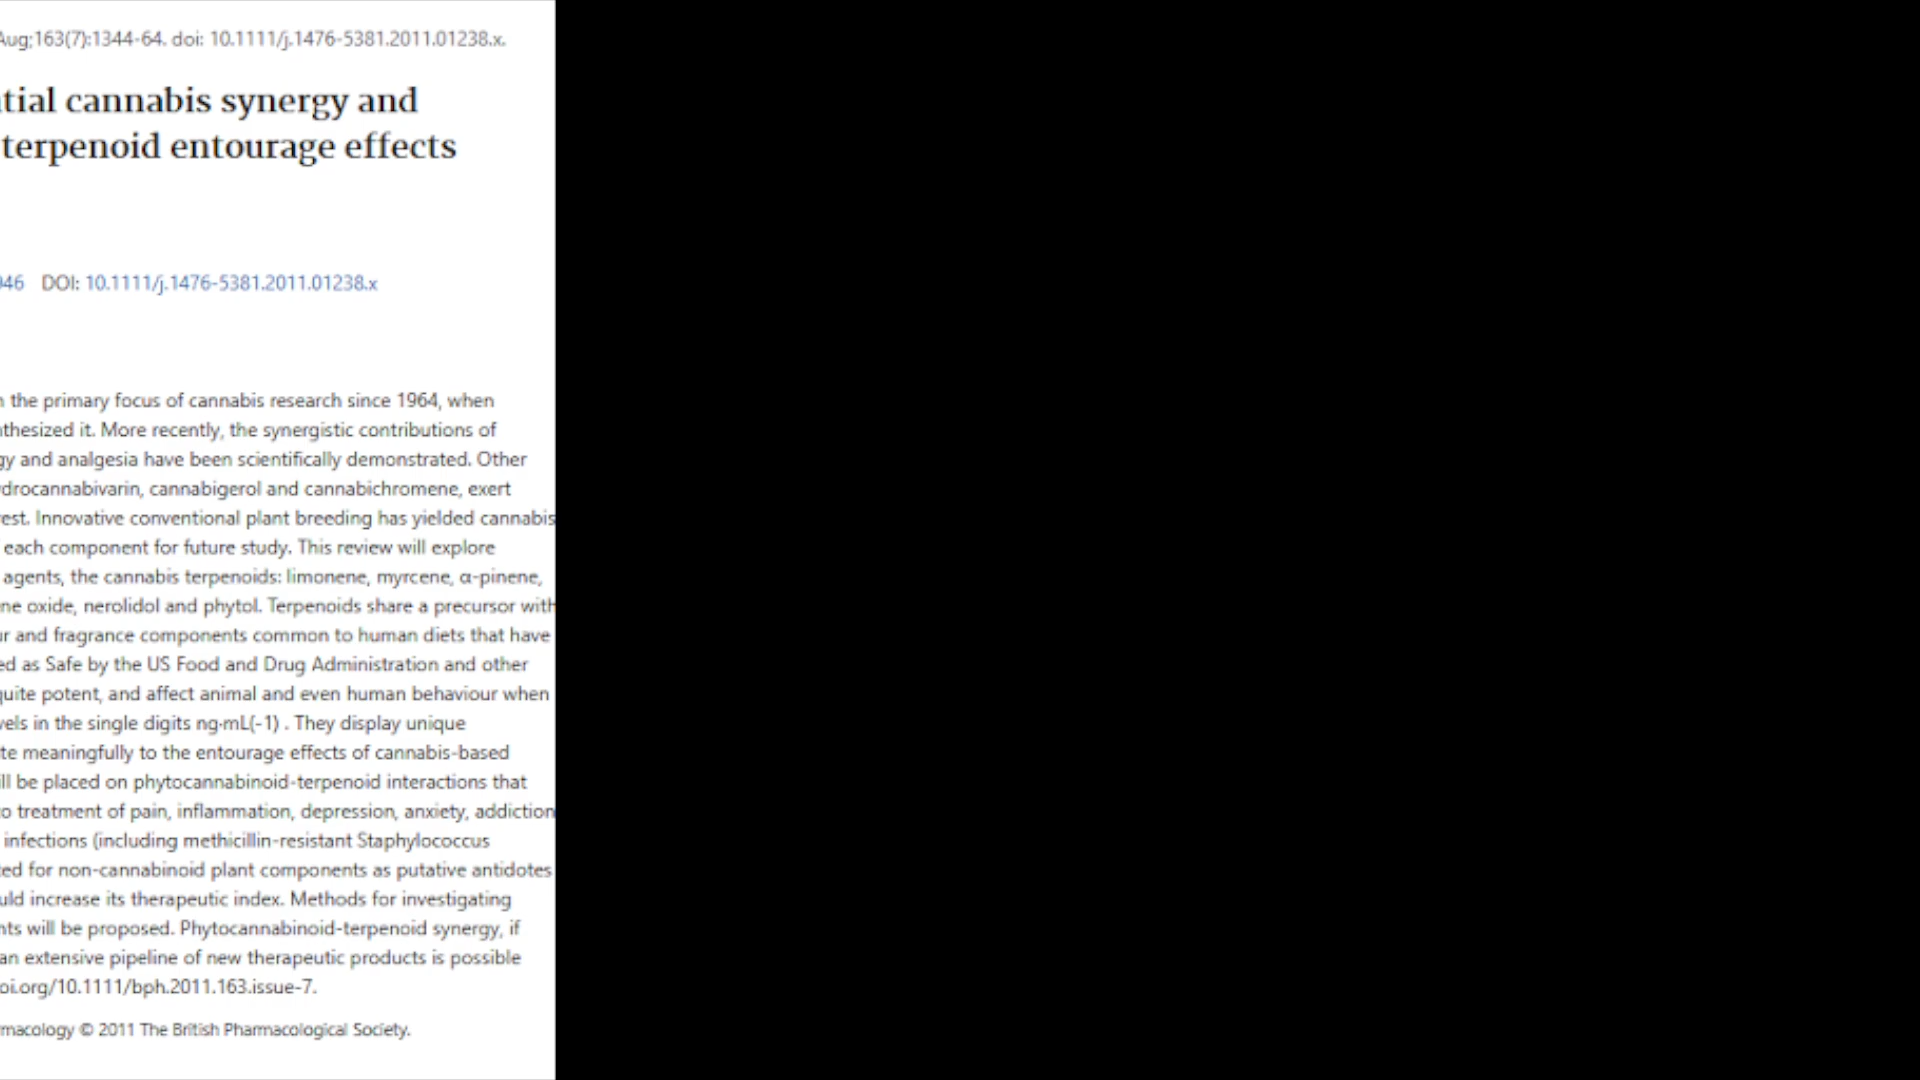 Aug;163(7):1344-64. doi: 10.1111/j.1476-5381.2011.01238.x.
tial cannabis synergy and
terpenoid entourage effects
946 DOI: 10.1111/j.1476-5381.2011.01238.x
n the primary focus of cannabis research since 1964, when
nthesized it. More recently, the synergistic contributions of
gy and analgesia have been scientifically demonstrated. Other
drocannabivarin, cannabigerol and cannabichromene, exert
est. Innovative conventional plant breeding has yielded cannabis
each component for future study. This review will explore
agents, the cannabis terpenoids: limonene, myrcene, α-pinene,
ne oxide, nerolidol and phytol. Terpenoids share a precursor with
ur and fragrance components common to human diets that have
ed as Safe by the US Food and Drug Administration and other
quite potent, and affect animal and even human behaviour when
vels in the single digits ng·mL(-1) . They display unique
te meaningfully to the entourage effects of cannabis-based
ill be placed on phytocannabinoid-terpenoid interactions that
o treatment of pain, inflammation, depression, anxiety, addiction
infections (including methicillin-resistant Staphylococcus
ted for non-cannabinoid plant components as putative antidotes
uld increase its therapeutic index. Methods for investigating
nts will be proposed. Phytocannabinoid-terpenoid synergy, if
an extensive pipeline of new therapeutic products is possible
oi.org/10.1111/bph.2011.163.issue-7.
macology © 2011 The British Pharmacological Society.